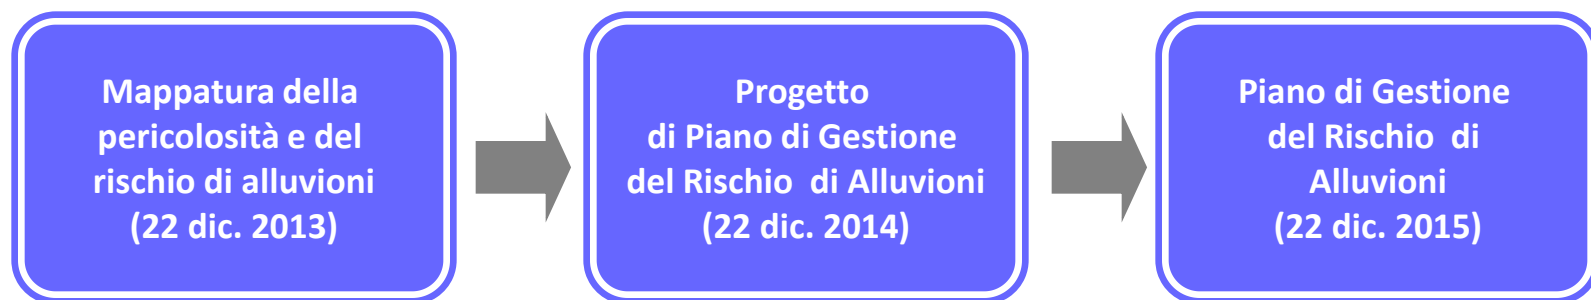 Mappatura della
pericolosità e del
rischio di alluvioni
(22 dic. 2013)
Progetto
di Piano di Gestione
del Rischio di Alluvioni
(22 dic. 2014)
Piano di Gestione
del Rischio di
Alluvioni
(22 dic. 2015)